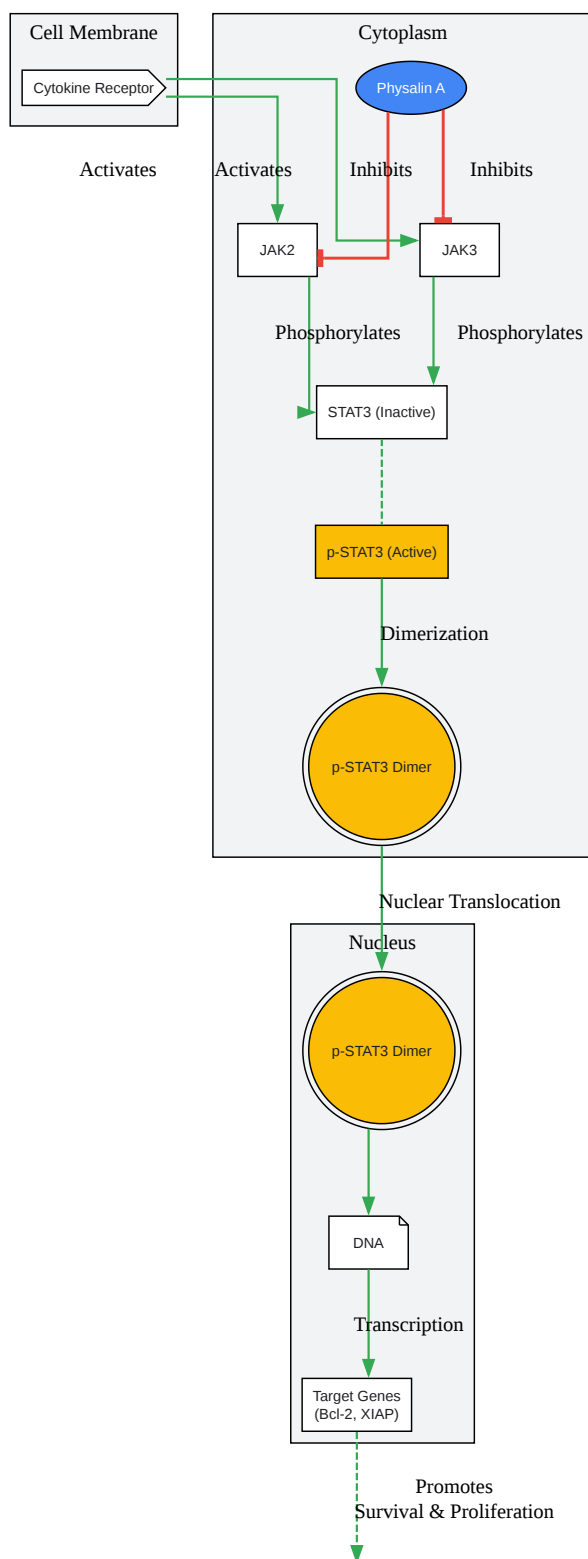 Cell Membrane
Cytoplasm
Cytokine Receptor
Physalin A
Activates
Activates
Inhibits
Inhibits
JAK2
JAK3
Phosphorylates
Phosphorylates
STAT3 (Inactive)
p-STAT3 (Active)
Dimerization
p-STAT3 Dimer
Nuclear Translocation
Nucleus
p-STAT3 Dimer
DNA
Transcription
Target Genes
(Bcl-2, XIAP)
Promotes
Survival & Proliferation